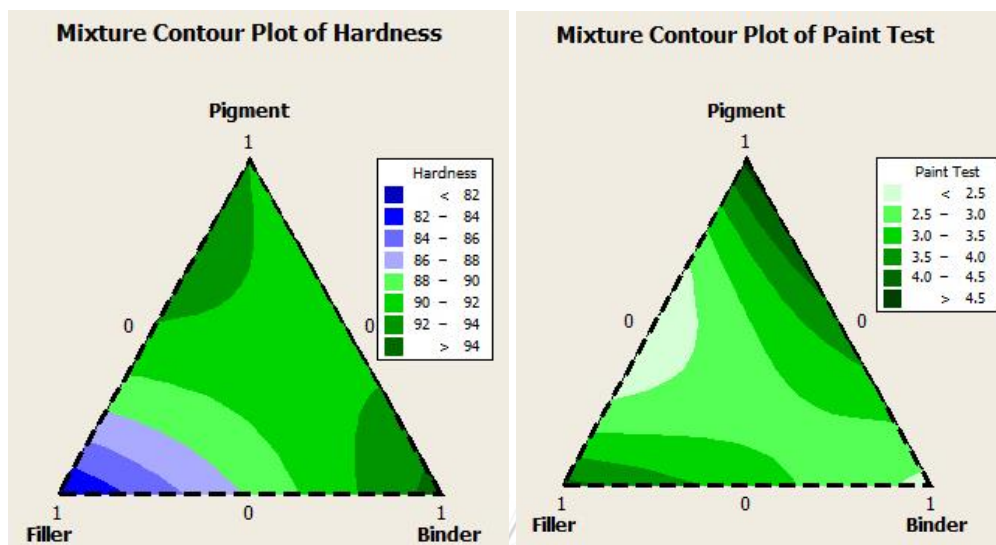 Mixture Contour Plot of Hardness
Pigment
1
Hardness
< 82
82 – 84
84 – 86
86 – 88
88 – 90
90 – 92
92 – 94
> 94
0
0
1
0
1
Filler
Binder
Mixture Contour Plot of Paint Test
Pigment
1
Paint Test
< 2.5
2.5 – 3.0
3.0 – 3.5
3.5 – 4.0
4.0 – 4.5
> 4.5
0
0
1
0
1
Filler
Binder